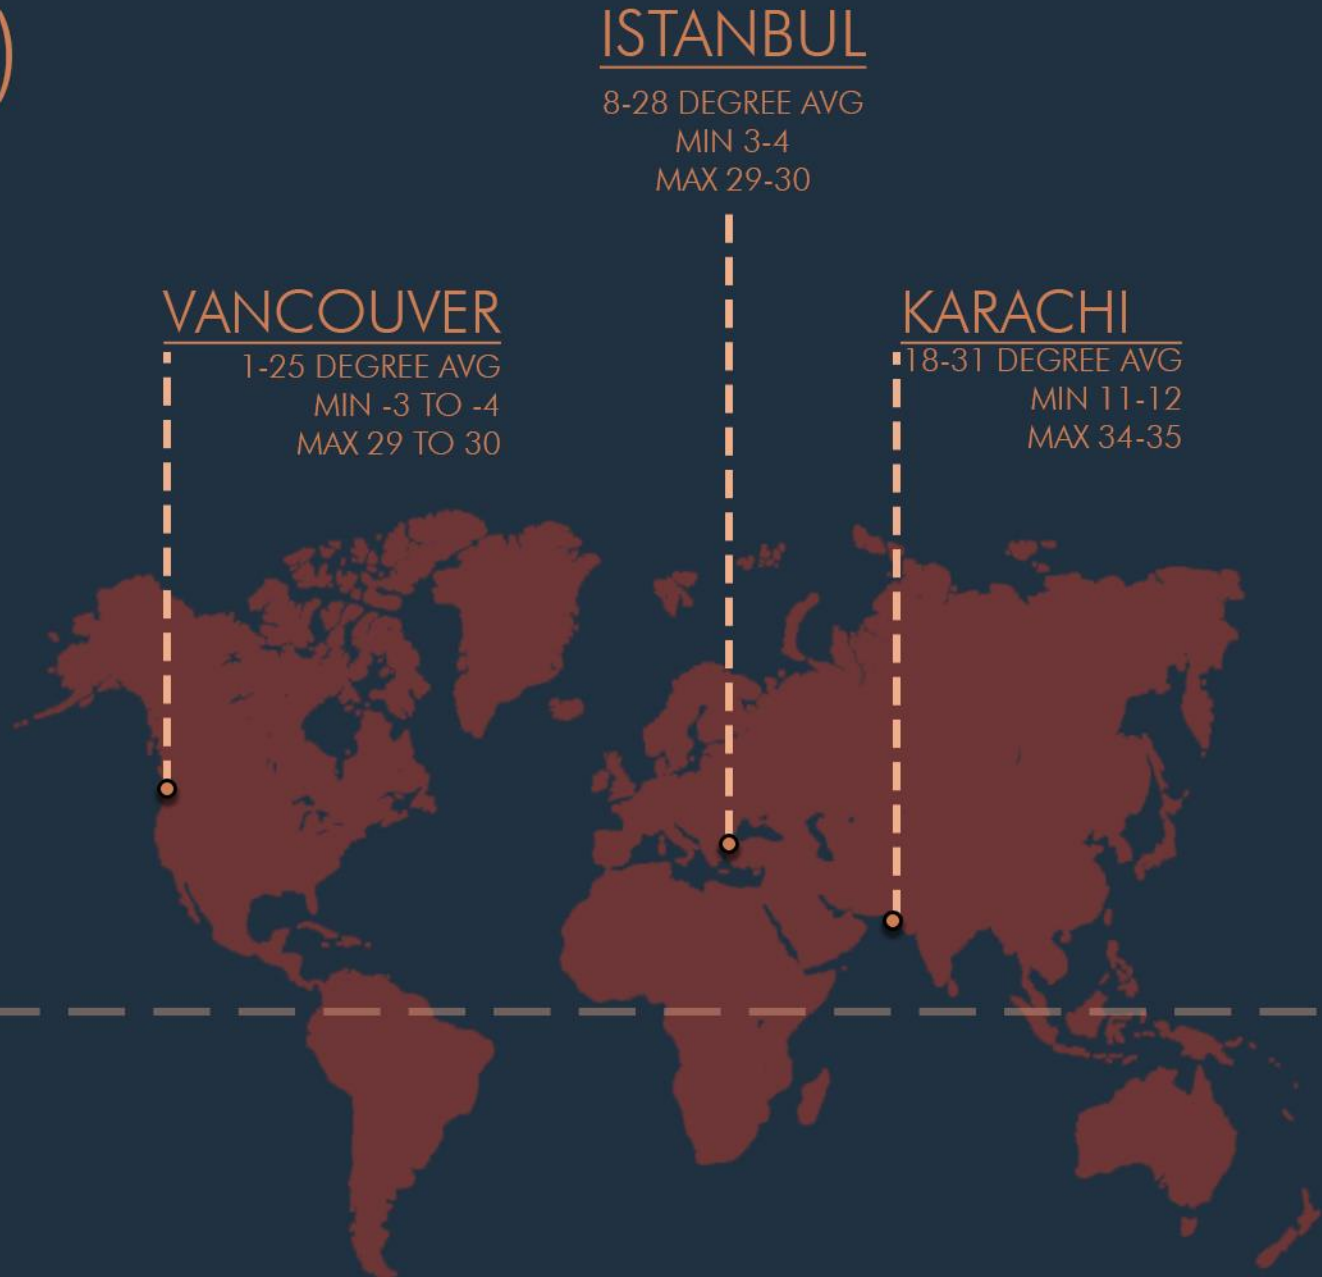 )
ISTANBUL
8-28 DEGREE AVG
MIN 3-4
MAX 29-30
VANCOUVER
1-25 DEGREE AVG
MIN -3 TO -4
MAX 29 TO 30
KARACHI
18-31 DEGREE AVG
MIN 11-12
MAX 34-35